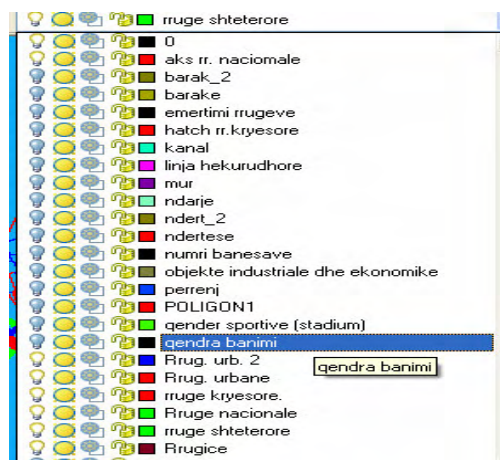 rruge shteterore
0
aks rr. nacionale
barak_2
barake
emertimi rrugeve
hatch rr.kryesore
kanal
linja hekurudhore
mur
ndarje
ndert_2
ndertese
numri banesave
objekte industriale dhe ekonomike
perrenj
POLIGON1
qender sportive (stadium)
qendra banimi
Rrug. urb. 2
qendra banimi
Rrug. urbane
rruge kryesore.
Rruge nacionale
rruge shteterore
Rrugice